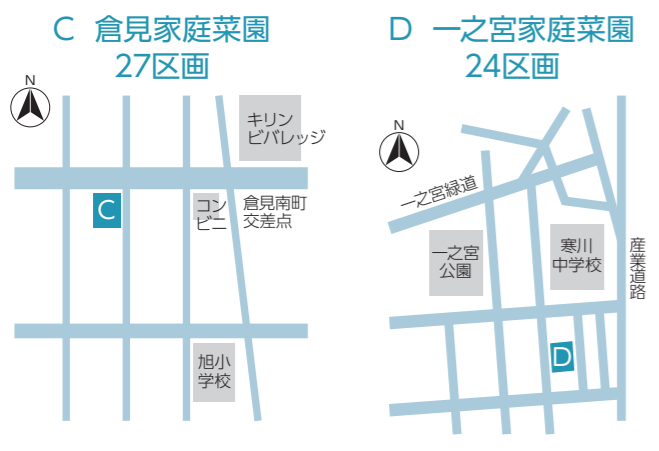 C 倉見家庭菜園
27区画
N
キリン
ビバレッジ
C
コン
ビニ
倉見南町
交差点
旭小
学校
D 一之宮家庭菜園
24区画
N
一之宮緑道
一之宮
公園
寒川
中学校
産業道路
D